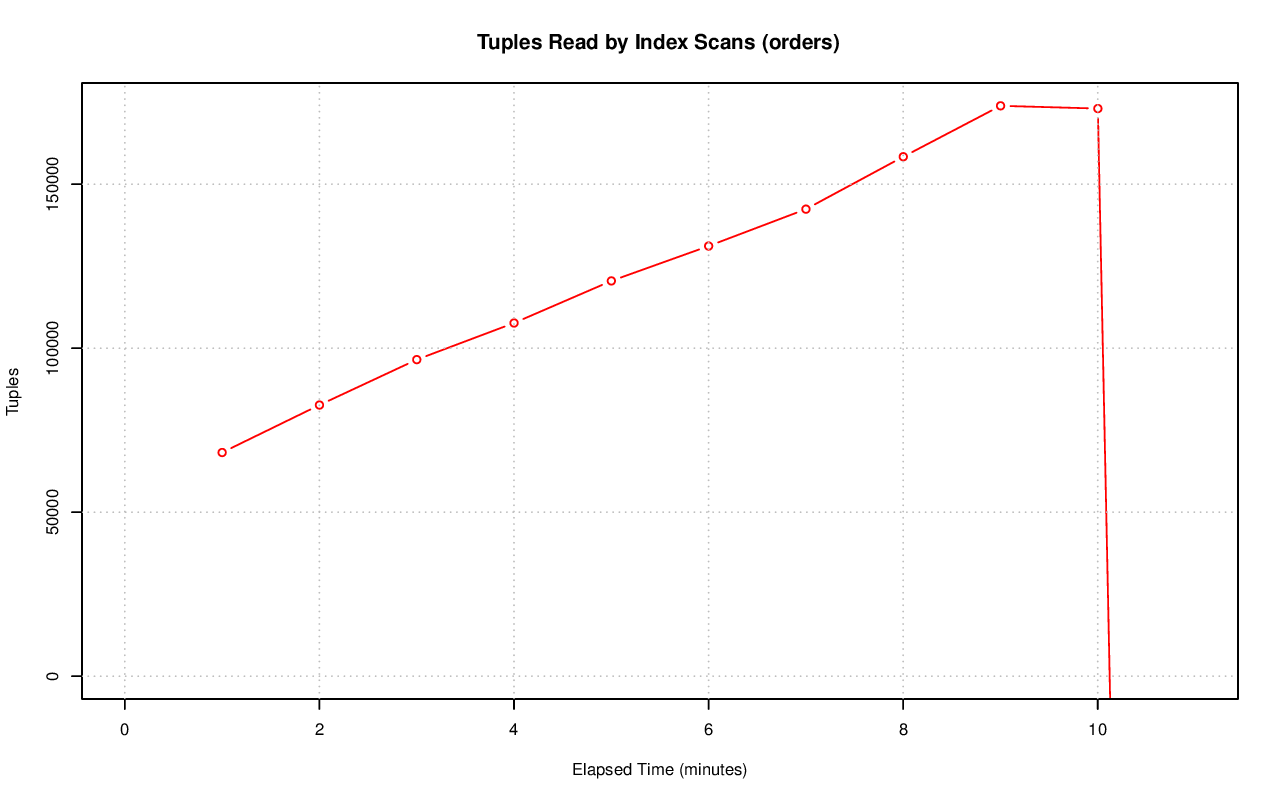 Tuples Read by Index Scans (orders)
Tuples
150000
100000
50000
0
0 2 4 6 8 10
Elapsed Time (minutes)